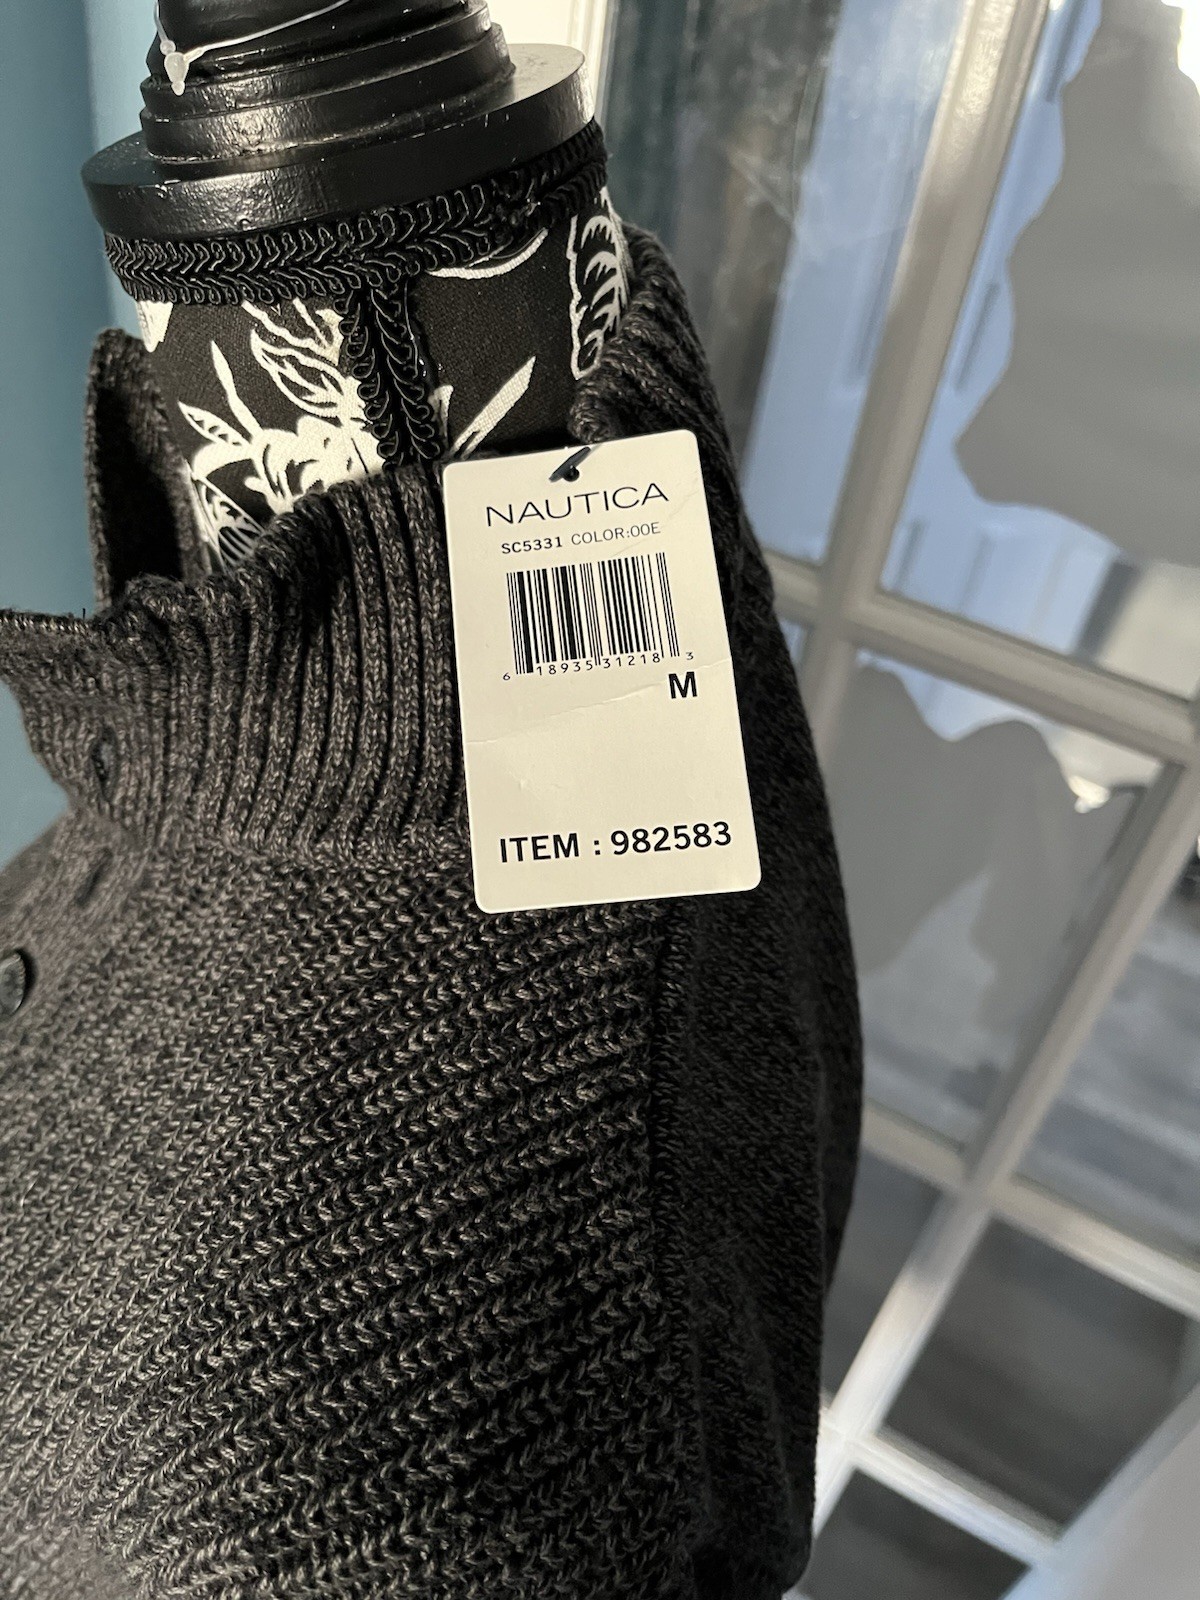 NAUTICA
SC5331 COLOR:00E
6 18935 31218 3
M
ITEM : 982583